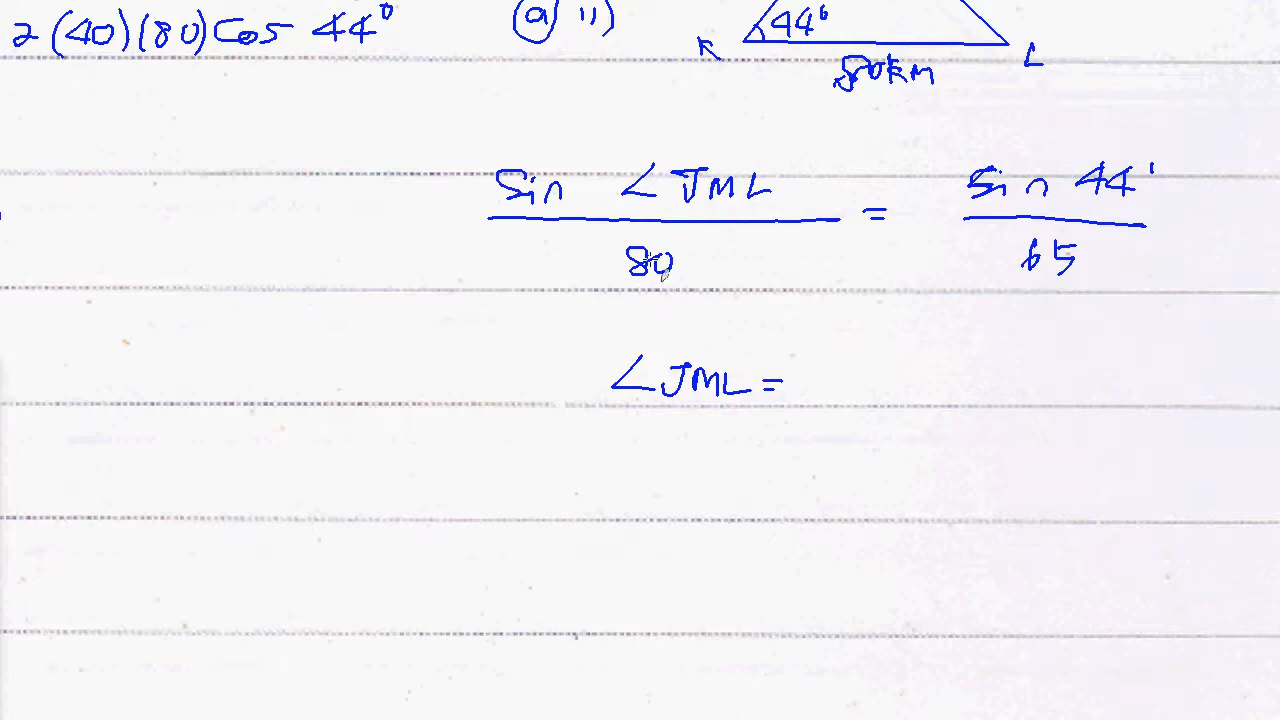 2 (40)(80) Cos 44°
a) ii)
44°
K
L
80km
Sin ∠JML / 80 = Sin 44° / 65
∠JML =